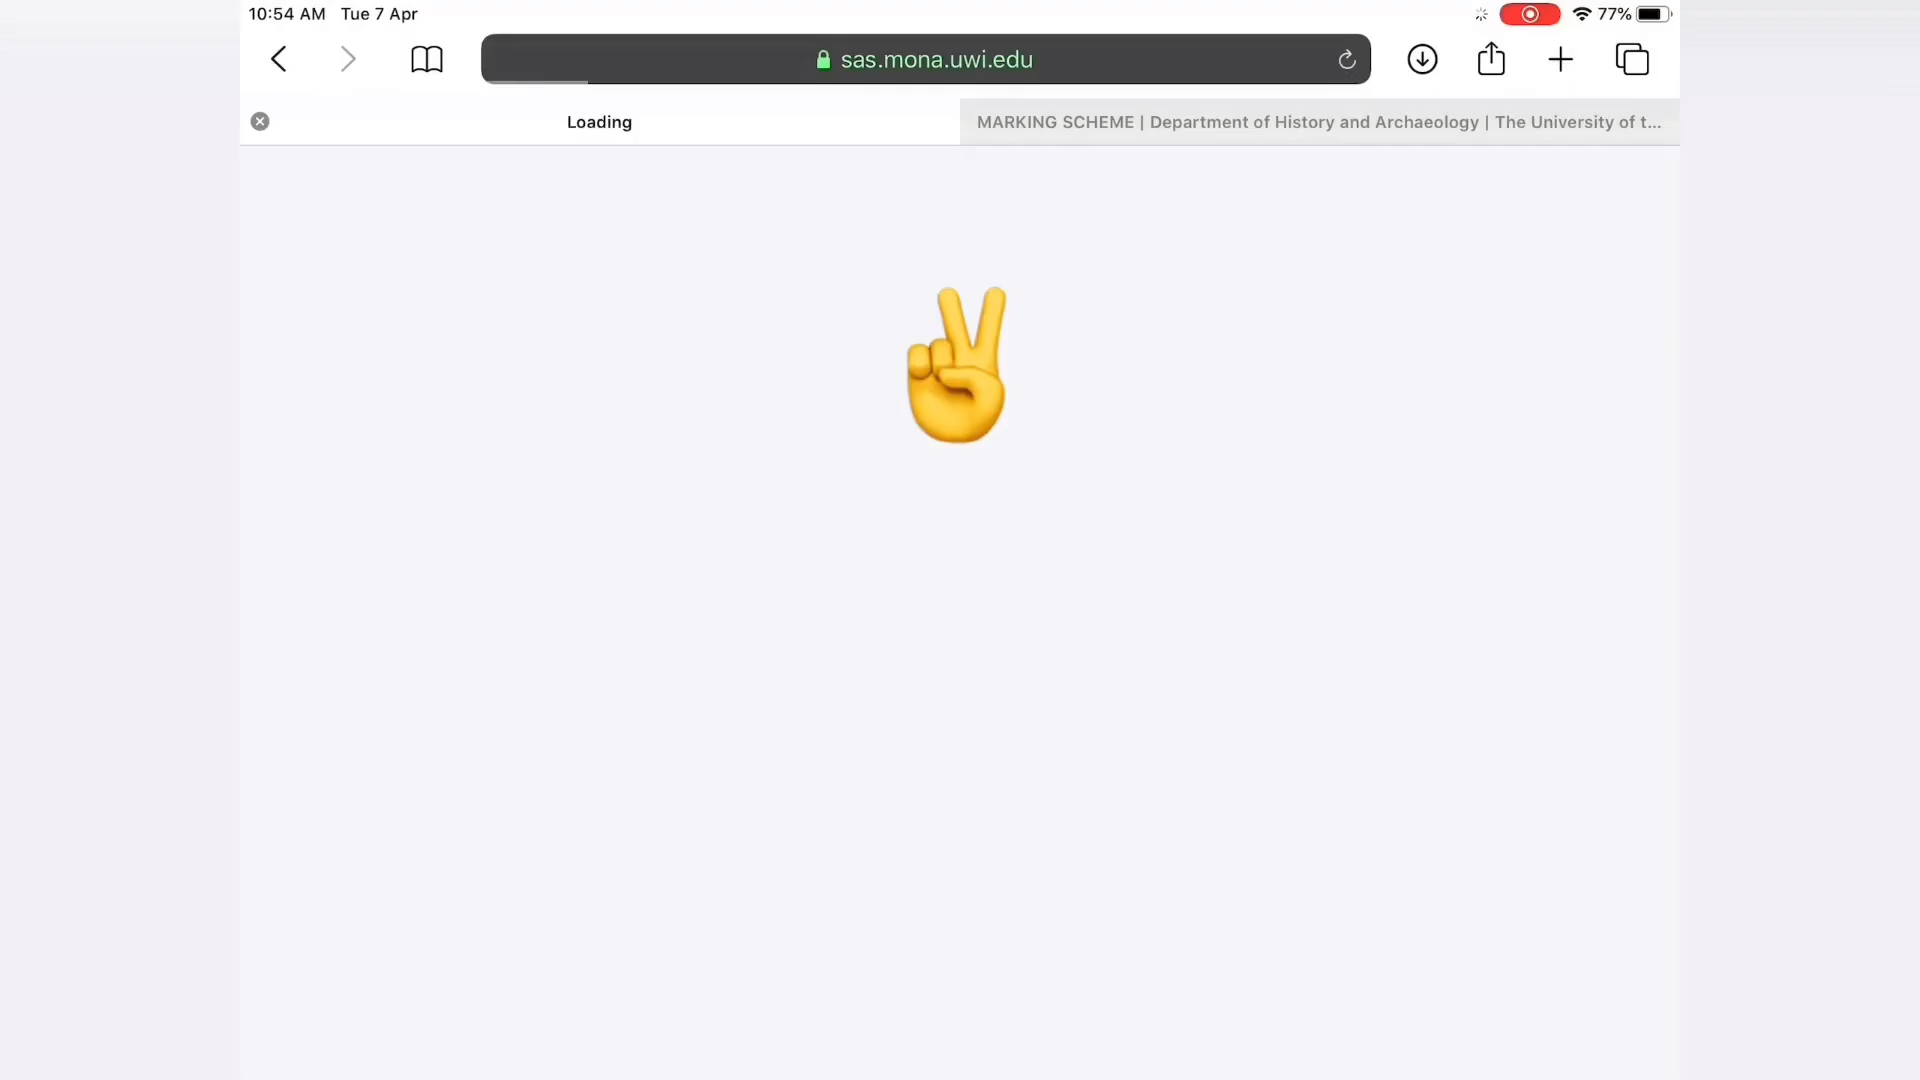 10:54 AM Tue 7 Apr 77%
sas.mona.uwi.edu
Loading
MARKING SCHEME | Department of History and Archaeology | The University of t...